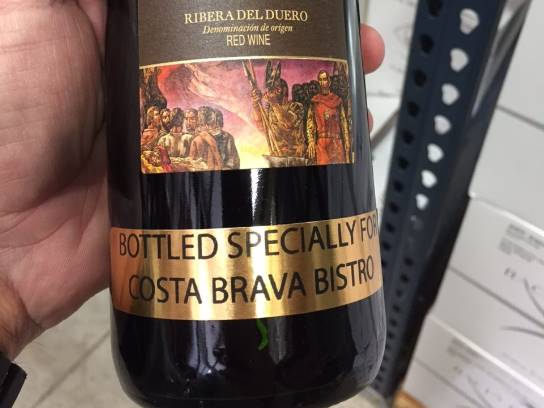 RIBERA DEL DUERO
Denominación de origen
RED WINE
BOTTLED SPECIALLY FOR
COSTA BRAVA BISTRO